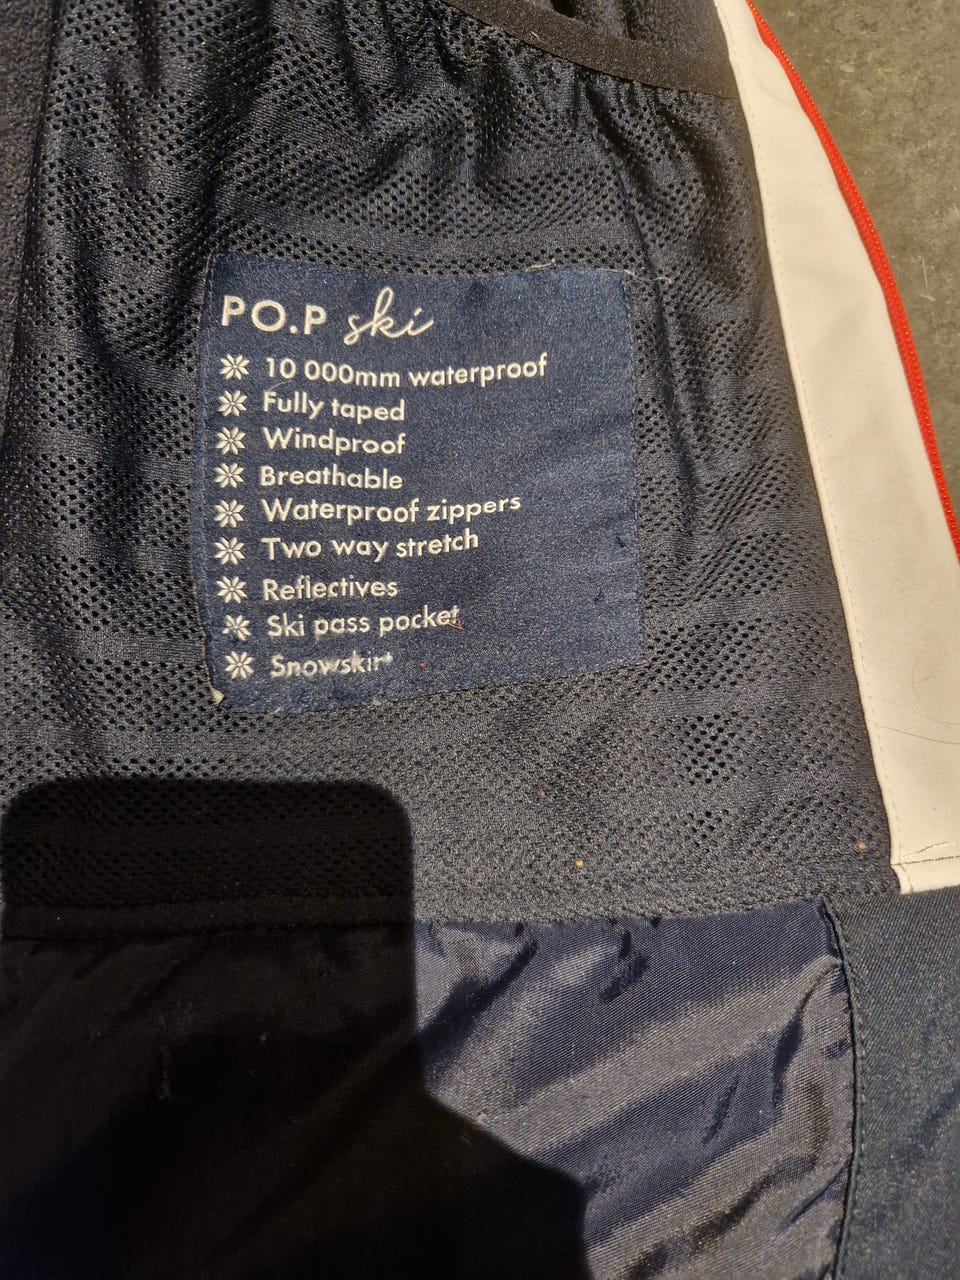 PO.P ski
10 000mm waterproof
Fully taped
Windproof
Breathable
Waterproof zippers
Two way stretch
Reflectives
Ski pass pocket
Snowskirt